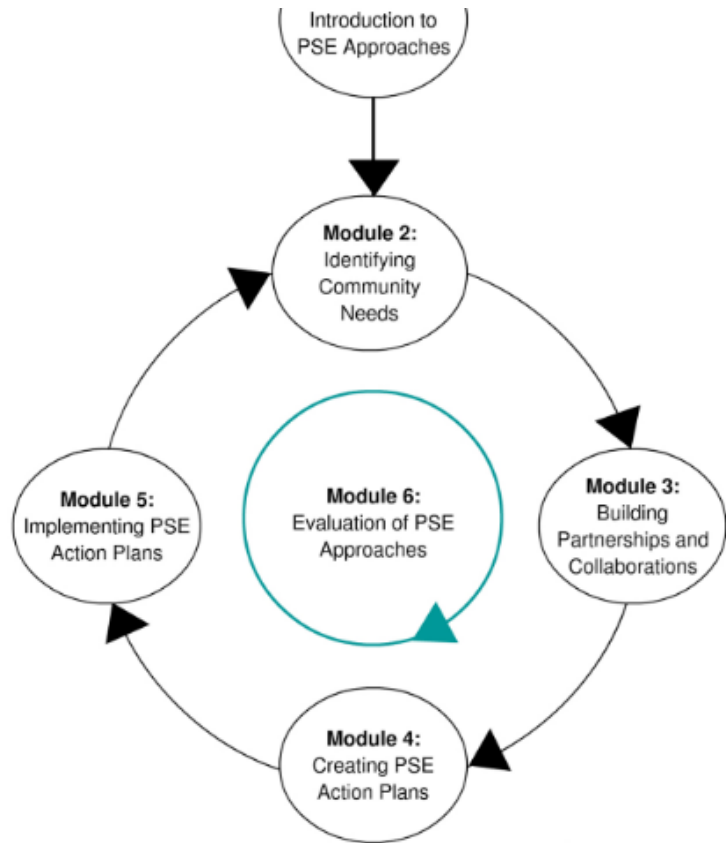 Introduction to
PSE Approaches
Module 2:
Identifying
Community
Needs
Module 3:
Building
Partnerships and
Collaborations
Module 4:
Creating PSE
Action Plans
Module 5:
Implementing PSE
Action Plans
Module 6:
Evaluation of PSE
Approaches